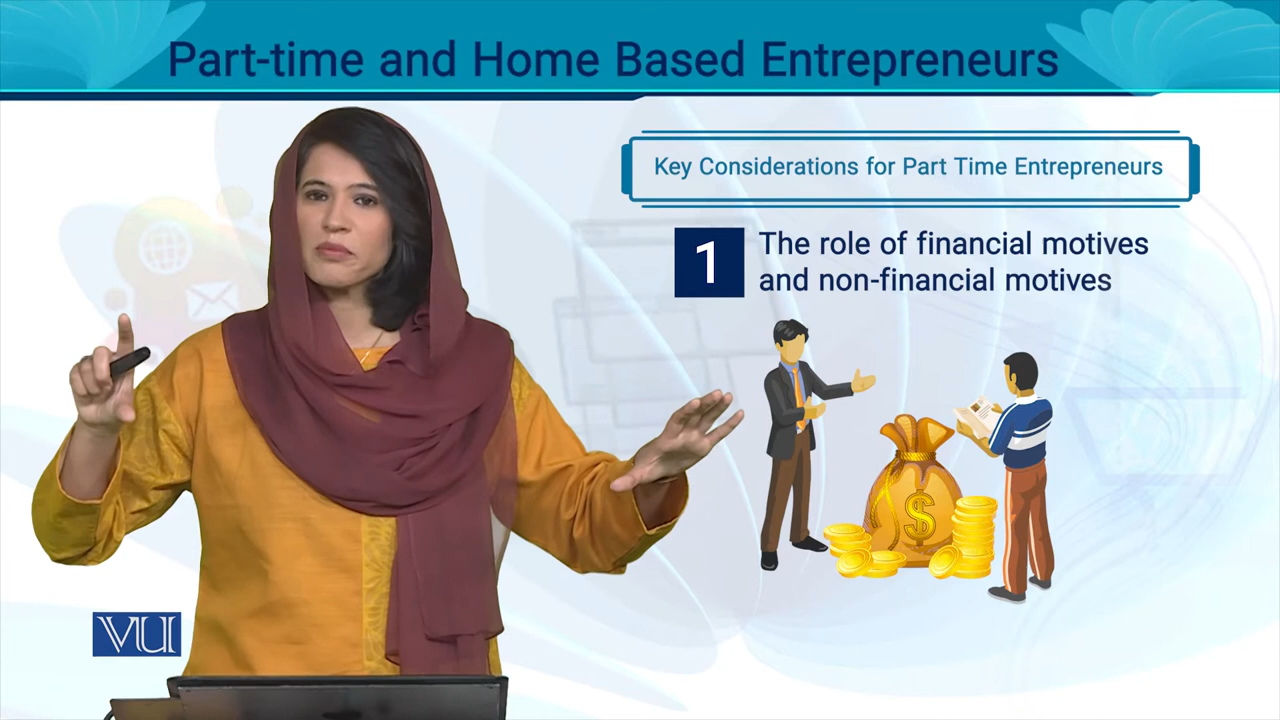 Part-time and Home Based Entrepreneurs
Key Considerations for Part Time Entrepreneurs
1
The role of financial motives
and non-financial motives
$
VU